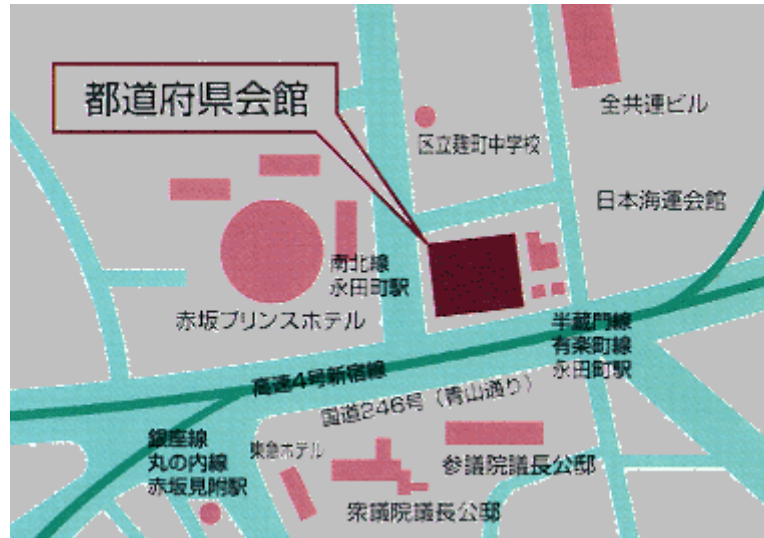 都道府県会館
全共連ビル
区立麹町中学校
日本海運会館
南北線
永田町駅
赤坂プリンスホテル
半蔵門線
有楽町線
永田町駅
高速4号新宿線
国道246号（青山通り）
銀座線
丸の内線
赤坂見附駅
東急ホテル
参議院議長公邸
衆議院議長公邸